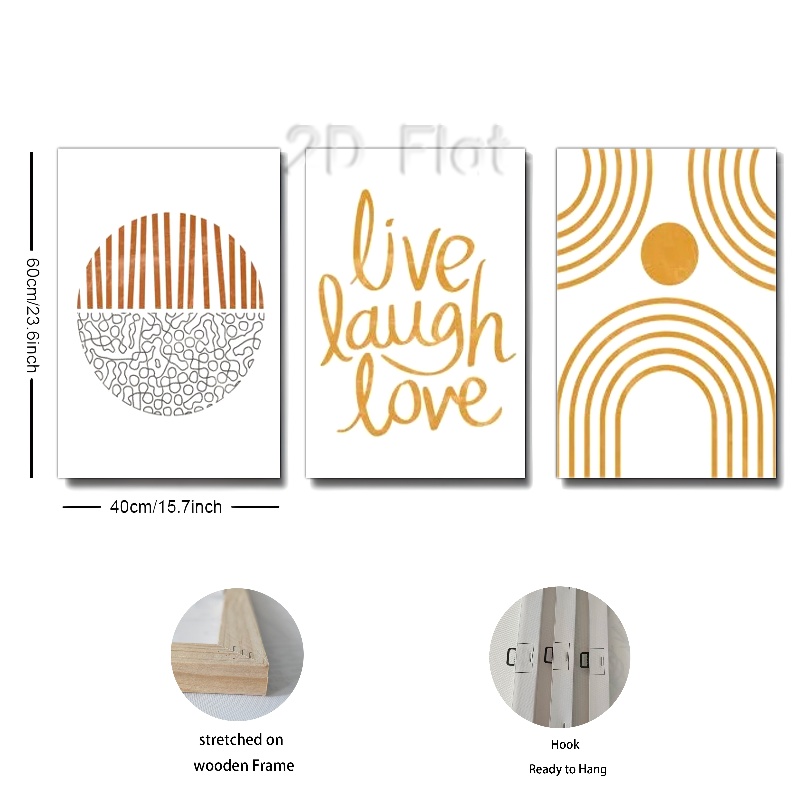 2D Flat
live
laugh
love
60cm/23.6inch
40cm/15.7inch
stretched on
wooden Frame
Hook
Ready to Hang